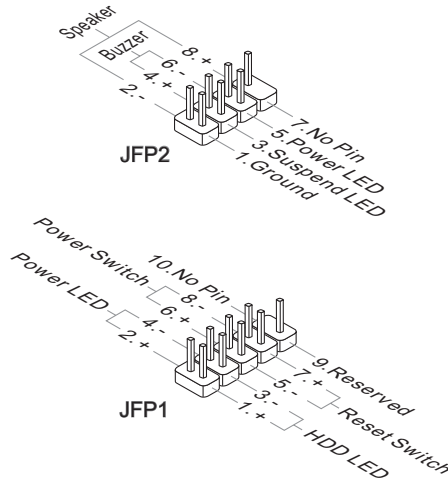 Speaker
Buzzer
8.+
6.-
4.+
2.-
7.No Pin
5.Power LED
3.Suspend LED
1.Ground
JFP2
10.No Pin
Power Switch
8.-
6.+
Power LED
4.-
2.+
9.Reserved
7.+
5.-
Reset Switch
3.-
1.+
HDD LED
JFP1